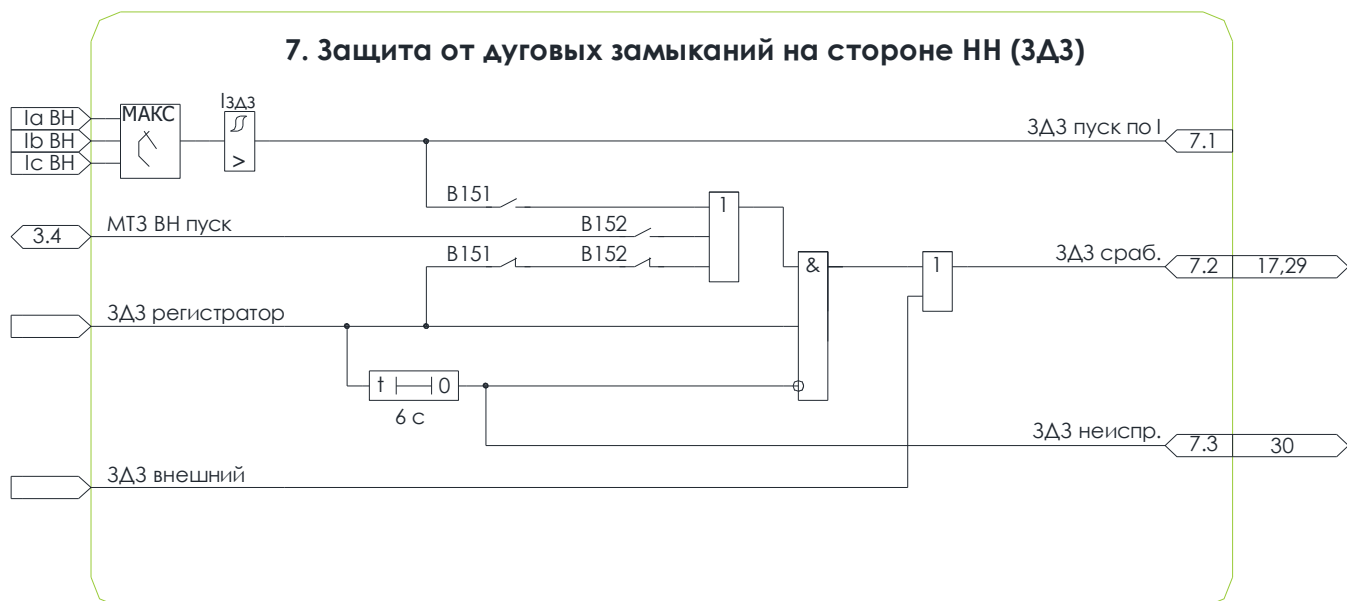 7. Защита от дуговых замыканий на стороне НН (ЗДЗ)
Iздз
Ia ВН
МАКС
Ib ВН
Ic ВН
>
ЗДЗ пуск по I
7.1
В151
1
3.4
МТЗ ВН пуск
В152
В151
В152
&
1
ЗДЗ сраб.
7.2
17,29
ЗДЗ регистратор
t
0
6 с
ЗДЗ неиспр.
7.3
30
ЗДЗ внешний